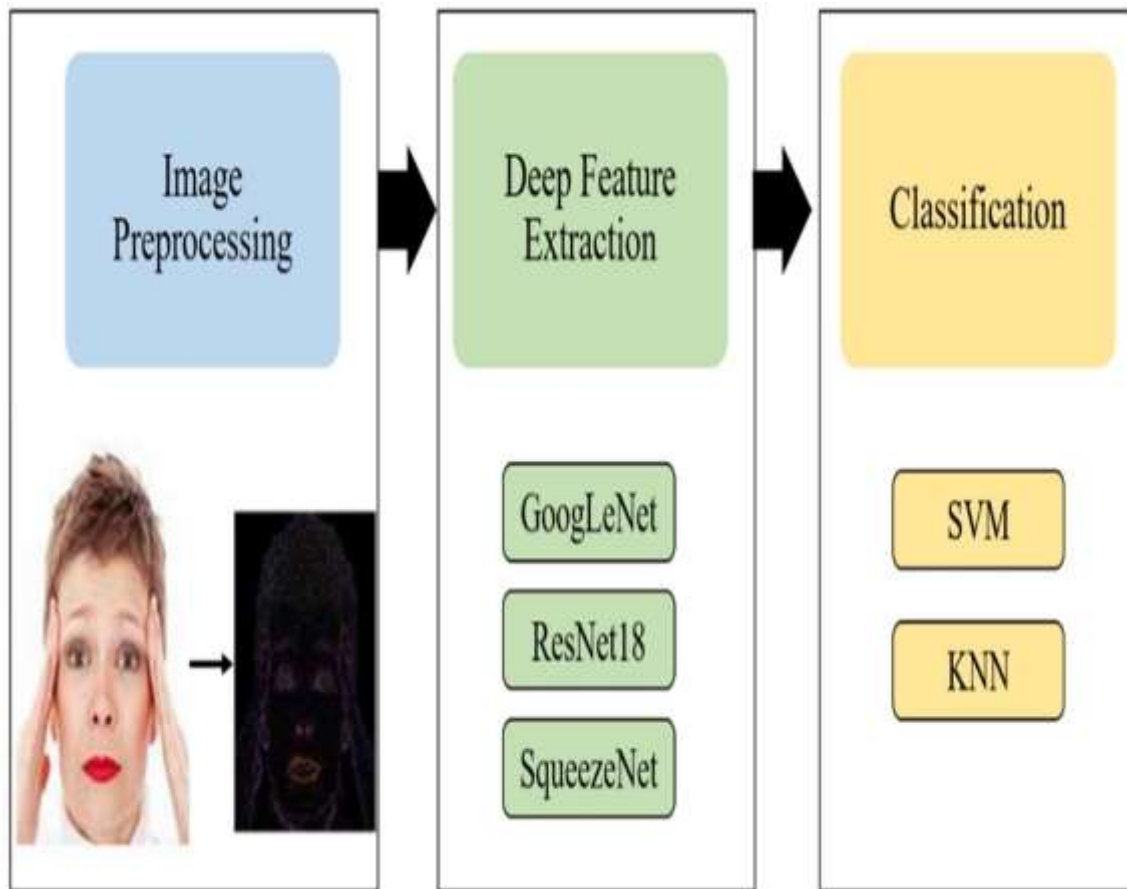 Image
Preprocessing
Deep Feature
Extraction
Classification
GoogLeNet
ResNet18
SqueezeNet
SVM
KNN